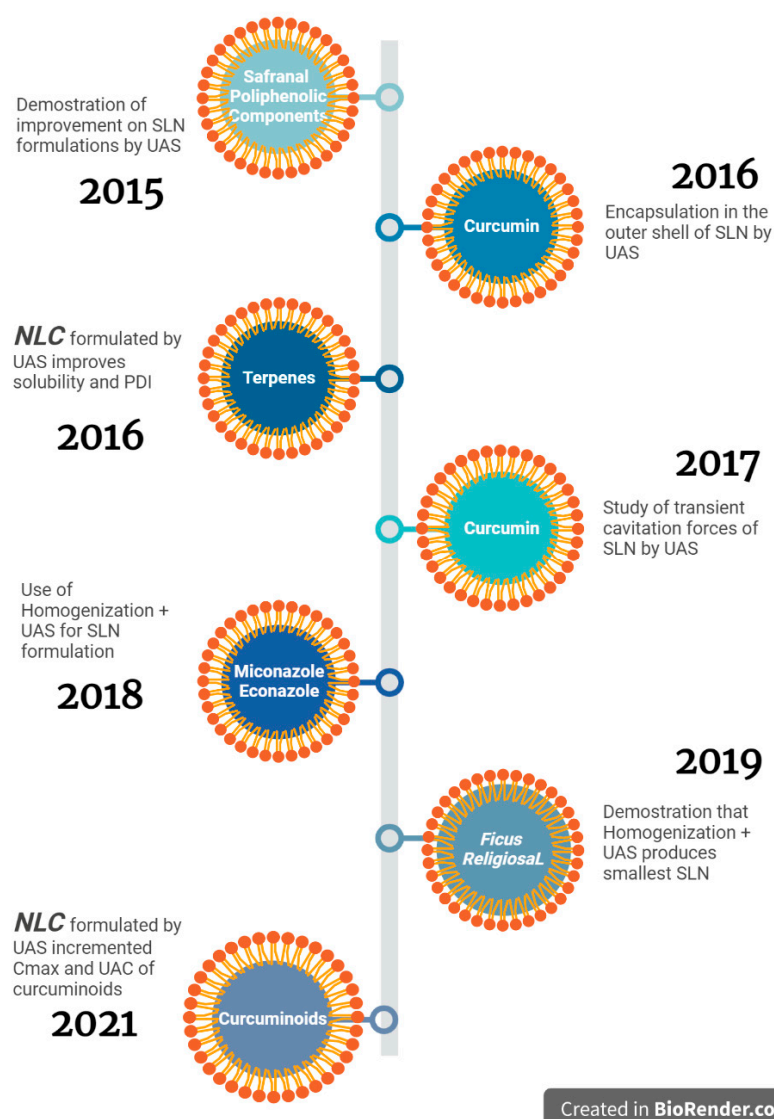 Safranal
Poliphenolic
Components
Demostration of
improvement on SLN
formulations by UAS
2015
2016
Curcumin
Encapsulation in the
outer shell of SLN by
UAS
NLC formulated by
UAS improves
solubility and PDI
Terpenes
2016
2017
Curcumin
Study of transient
cavitation forces of
SLN by UAS
Use of
Homogenization +
UAS for SLN
formulation
Miconazole
Econazole
2018
2019
Demostration that
Homogenization +
UAS produces
smallest SLN
Ficus
ReligiosaL
NLC formulated by
UAS incremented
Cmax and UAC of
curcuminoids
Curcuminoids
2021
Created in BioRender.co